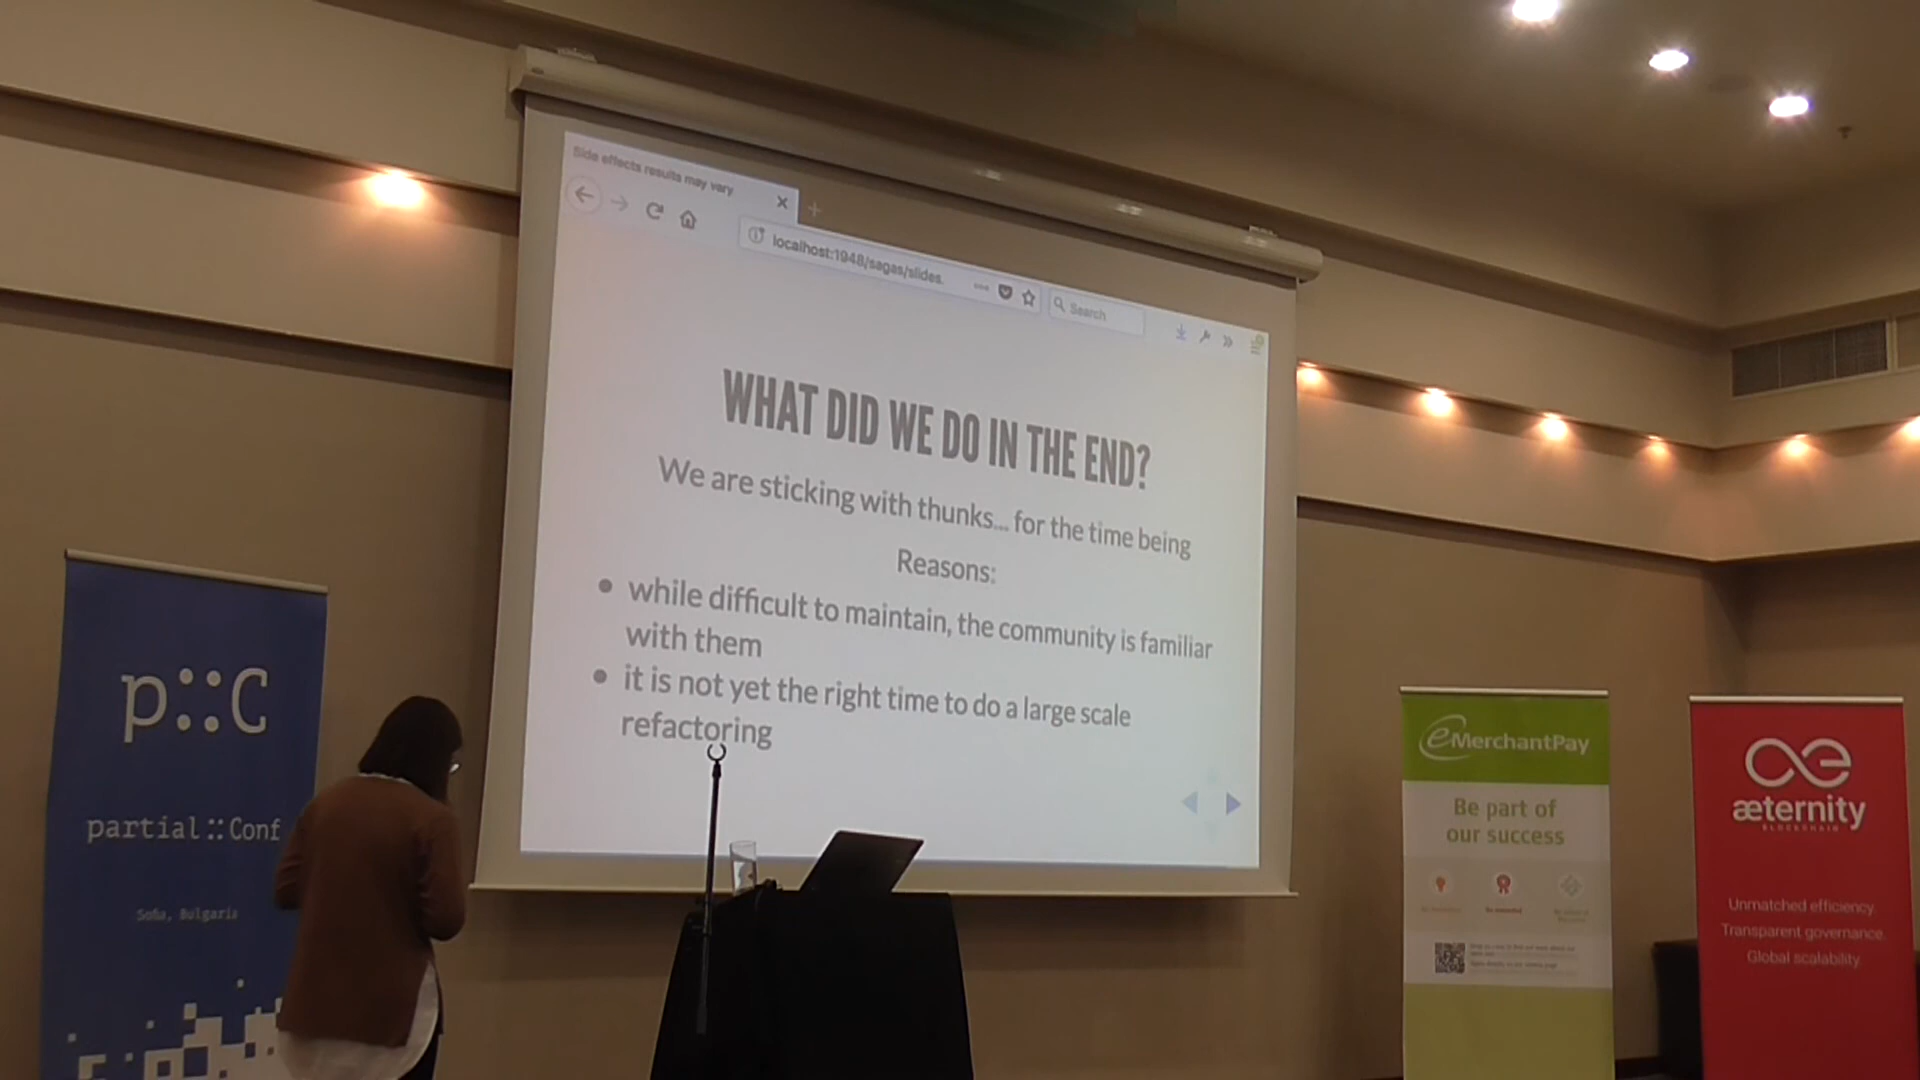 Side effects results may vary
localhost:1948/sagas/slides.
Search
WHAT DID WE DO IN THE END?
We are sticking with thunks... for the time being
Reasons:
• while difficult to maintain, the community is familiar
with them
• it is not yet the right time to do a large scale
refactoring
p::C
partial::Conf
Sofia, Bulgaria
eMerchantPay
Be part of
our success
æternity
BLOCKCHAIN
Unmatched efficiency.
Transparent governance.
Global scalability.